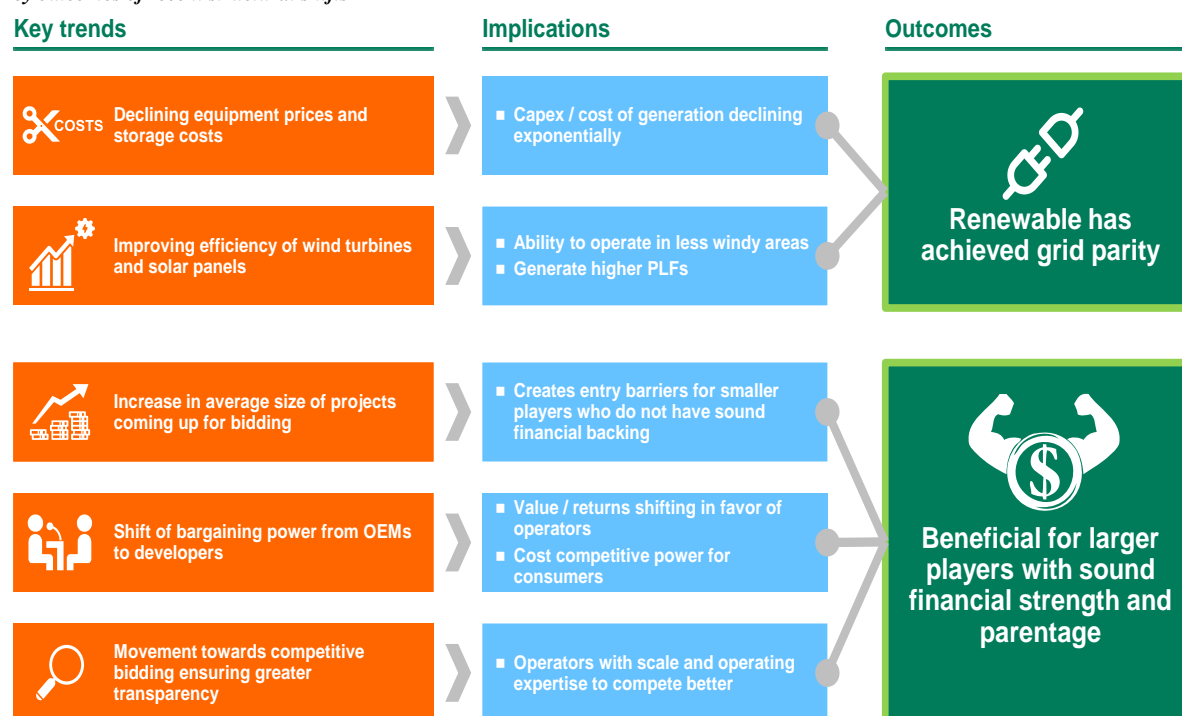 Key trends
Implications
Outcomes
COSTS
Declining equipment prices and
storage costs
■ Capex / cost of generation declining
exponentially
Improving efficiency of wind turbines
and solar panels
■ Ability to operate in less windy areas
■ Generate higher PLFs
Renewable has
achieved grid parity
Increase in average size of projects
coming up for bidding
■ Creates entry barriers for smaller
players who do not have sound
financial backing
Shift of bargaining power from OEMs
to developers
■ Value / returns shifting in favor of
operators
■ Cost competitive power for
consumers
Movement towards competitive
bidding ensuring greater
transparency
■ Operators with scale and operating
expertise to compete better
$
Beneficial for larger
players with sound
financial strength and
parentage